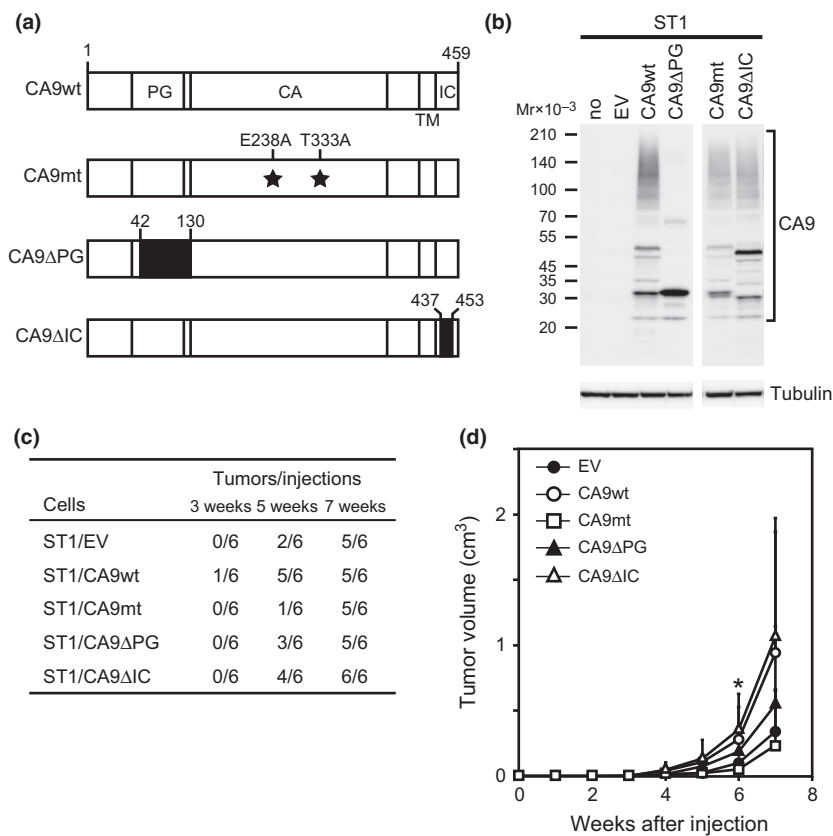 (a)
1 459
CA9wt PG CA IC
TM
E238A T333A
CA9mt
42 130
CA9ΔPG
437 453
CA9ΔIC
(b)
ST1
Mr×10−3 no EV CA9wt CA9ΔPG CA9mt CA9ΔIC
210
140
100
70
55
45
35
30
20
CA9
Tubulin
(c)
Tumors/injections
Cells 3 weeks 5 weeks 7 weeks
ST1/EV 0/6 2/6 5/6
ST1/CA9wt 1/6 5/6 5/6
ST1/CA9mt 0/6 1/6 5/6
ST1/CA9ΔPG 0/6 3/6 5/6
ST1/CA9ΔIC 0/6 4/6 6/6
(d)
EV
CA9wt
CA9mt
CA9ΔPG
CA9ΔIC
Tumor volume (cm3)
2
1
0
*
0 2 4 6 8
Weeks after injection